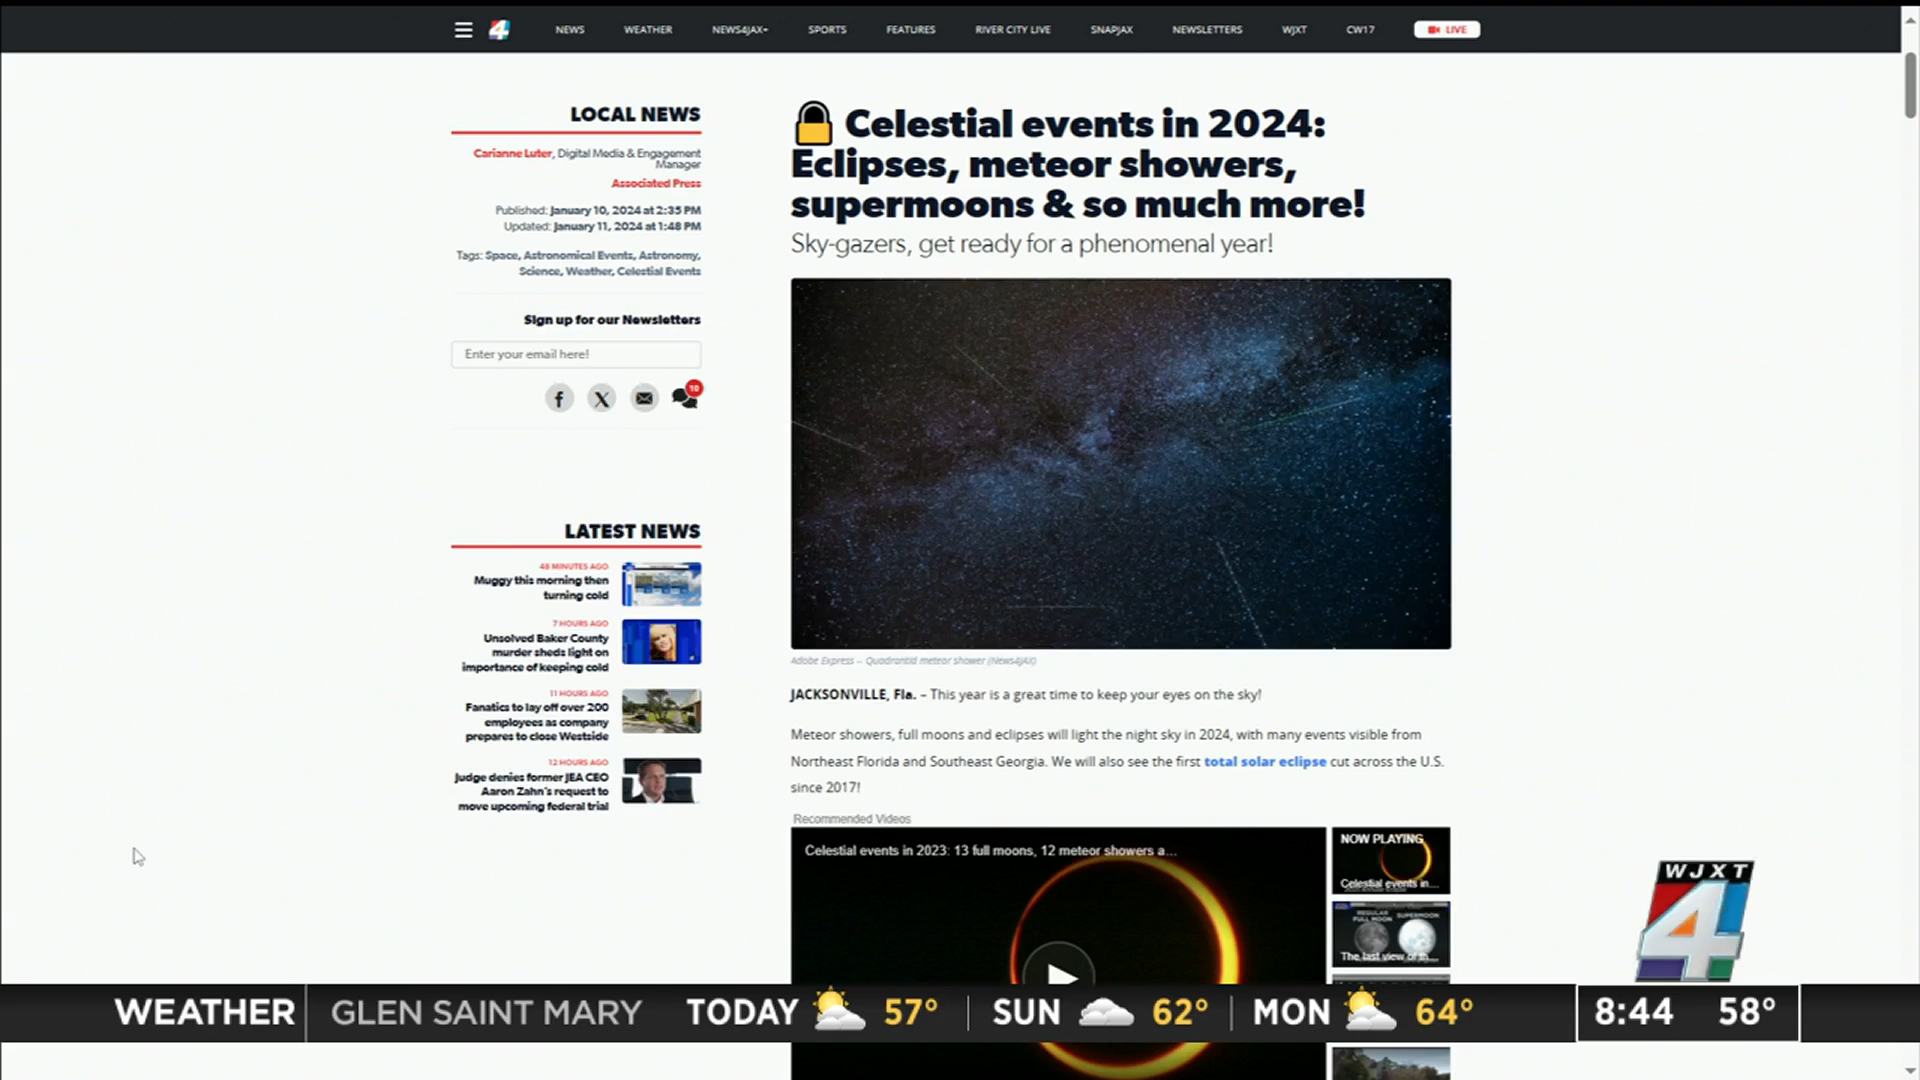 NEWS
WEATHER
NEWS4JAX+
SPORTS
FEATURES
RIVER CITY LIVE
SNAPJAX
NEWSLETTERS
WJXT
CW17
LIVE
LOCAL NEWS
Carianne Luter, Digital Media & Engagement
Manager
Associated Press
Published: January 10, 2024 at 2:35 PM
Updated: January 11, 2024 at 1:48 PM
Tags: Space, Astronomical Events, Astronomy,
Science, Weather, Celestial Events
Sign up for our Newsletters
Enter your email here!
10
LATEST NEWS
48 MINUTES AGO
Muggy this morning then
turning cold
7 HOURS AGO
Unsolved Baker County
murder sheds light on
importance of keeping cold
11 HOURS AGO
Fanatics to lay off over 200
employees as company
prepares to close Westside
12 HOURS AGO
Judge denies former JEA CEO
Aaron Zahn's request to
move upcoming federal trial
Celestial events in 2024:
Eclipses, meteor showers,
supermoons & so much more!
Sky-gazers, get ready for a phenomenal year!
Adobe Express – Quadrantid meteor shower (News4JAX)
JACKSONVILLE, Fla. – This year is a great time to keep your eyes on the sky!
Meteor showers, full moons and eclipses will light the night sky in 2024, with many events visible from
Northeast Florida and Southeast Georgia. We will also see the first total solar eclipse cut across the U.S.
since 2017!
Recommended Videos
Celestial events in 2023: 13 full moons, 12 meteor showers a...
NOW PLAYING
Celestial events in...
REGULAR
FULL MOON
SUPERMOON
The last view of th...
WJXT
4
WEATHER
GLEN SAINT MARY
TODAY 57°
SUN 62°
MON 64°
8:44 58°